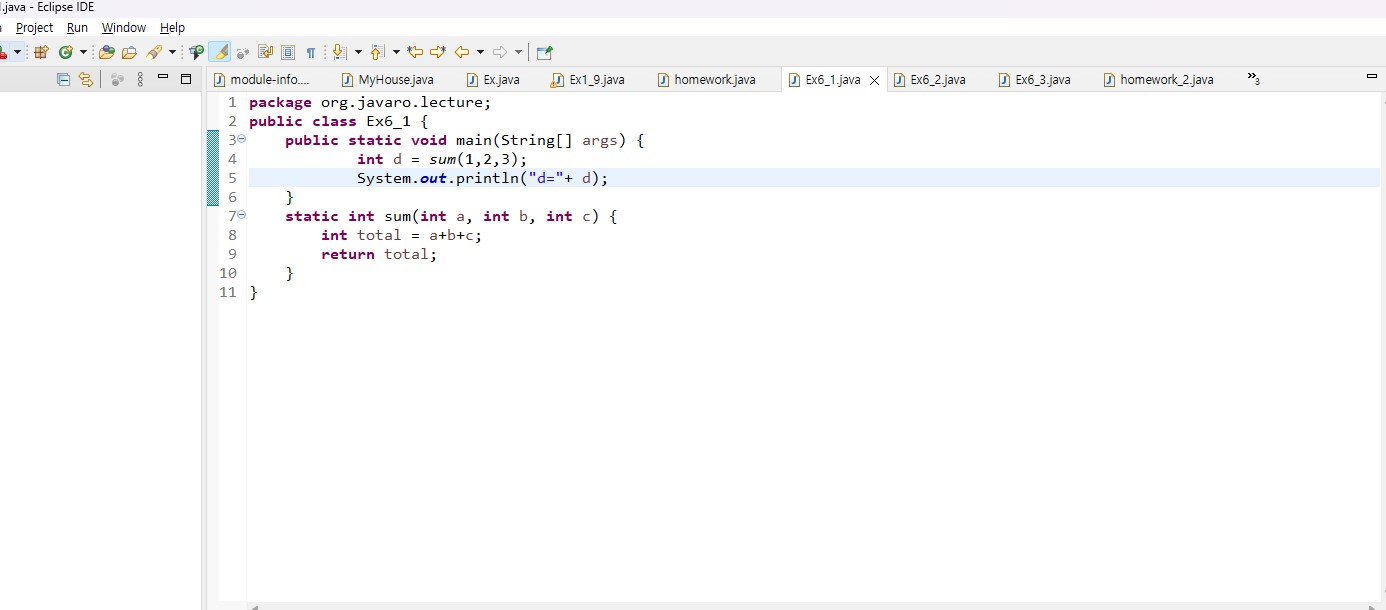 .java - Eclipse IDE
Project Run Window Help
module-info.... MyHouse.java Ex.java Ex1_9.java homework.java Ex6_1.java Ex6_2.java Ex6_3.java homework_2.java »3
1 package org.javaro.lecture;
2 public class Ex6_1 {
3 public static void main(String[] args) {
4 int d = sum(1,2,3);
5 System.out.println("d="+ d);
6 }
7 static int sum(int a, int b, int c) {
8 int total = a+b+c;
9 return total;
10 }
11 }